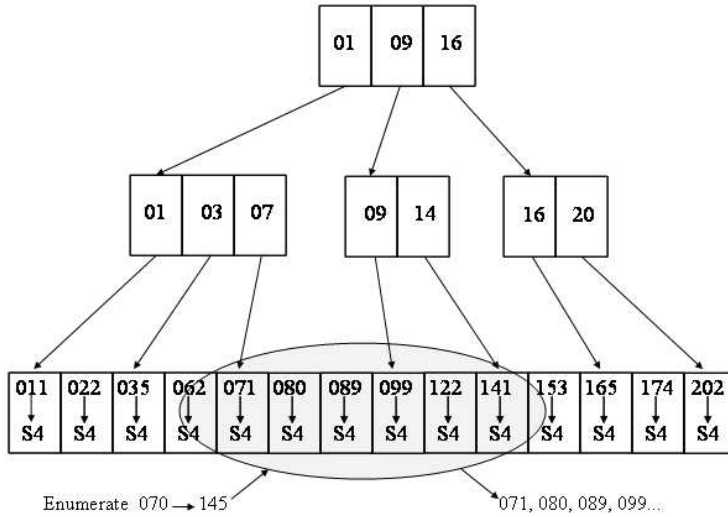 01 09 16
01 03 07 09 14 16 20
011 022 035 062 071 080 089 099 122 141 153 165 174 202
S4 S4 S4 S4 S4 S4 S4 S4 S4 S4 S4 S4 S4 S4
Enumerate 070 → 145 071, 080, 089, 099...